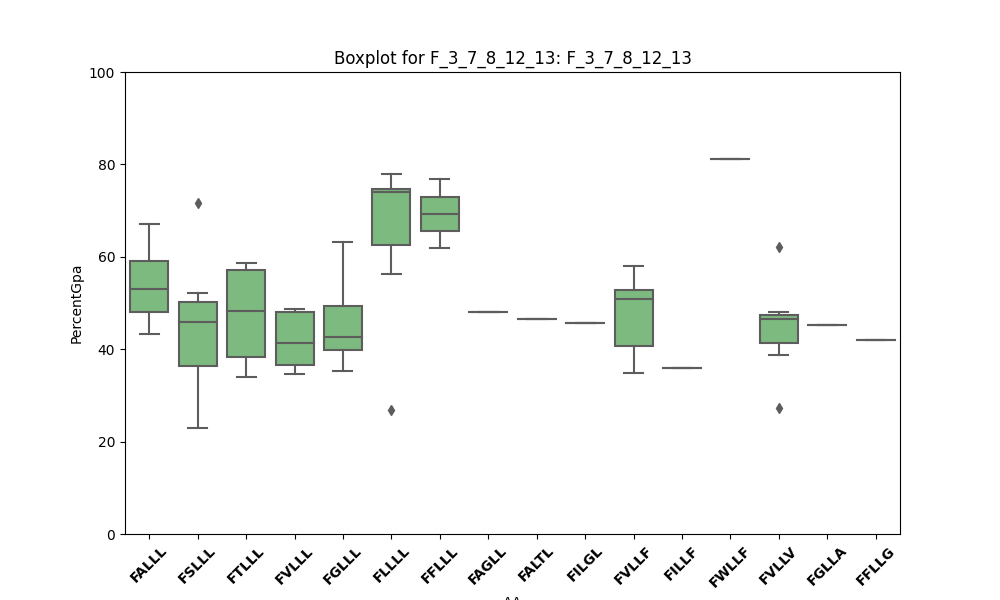 Boxplot for F_3_7_8_12_13: F_3_7_8_12_13
100
80
60
40
20
0
PercentGpa
FALLL
FSLLL
FTLLL
FVLLL
FGLLL
FLLLL
FFLLL
FAGLL
FALTL
FILGL
FVLLF
FILLF
FWLLF
FVLLV
FGLLA
FFLLG